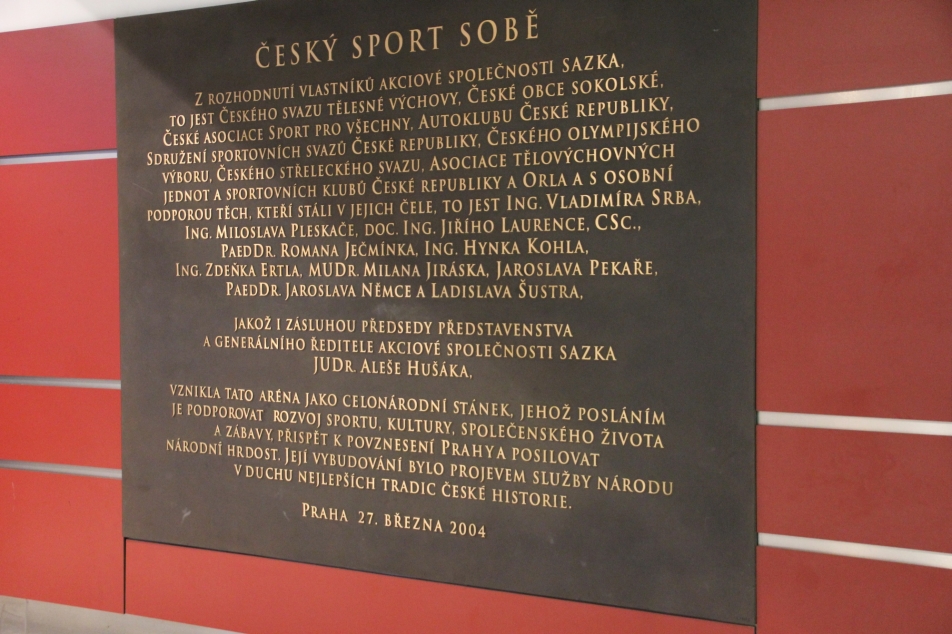 ČESKÝ SPORT SOBĚ
Z ROZHODNUTÍ VLASTNÍKŮ AKCIOVÉ SPOLEČNOSTI SAZKA,
TO JEST ČESKÉHO SVAZU TĚLESNÉ VÝCHOVY, ČESKÉ OBCE SOKOLSKÉ,
ČESKÉ ASOCIACE SPORT PRO VŠECHNY, AUTOKLUBU ČESKÉ REPUBLIKY,
SDRUŽENÍ SPORTOVNÍCH SVAZŮ ČESKÉ REPUBLIKY, ČESKÉHO OLYMPIJSKÉHO
VÝBORU, ČESKÉHO STŘELECKÉHO SVAZU, ASOCIACE TĚLOVÝCHOVNÝCH
JEDNOT A SPORTOVNÍCH KLUBŮ ČESKÉ REPUBLIKY A ORLA A S OSOBNÍ
PODPOROU TĚCH, KTEŘÍ STÁLI V JEJICH ČELE, TO JEST ING. VLADIMÍRA SRBA,
ING. MILOSLAVA PLESKAČE, DOC. ING. JIŘÍHO LAURENCE, CSC.,
PAEDDR. ROMANA JEČMÍNKA, ING. HYNKA KOHLA,
ING. ZDEŇKA ERTLA, MUDR. MILANA JIRÁSKA, JAROSLAVA PEKAŘE,
PAEDDR. JAROSLAVA NĚMCE A LADISLAVA ŠUSTRA,
JAKOŽ I ZÁSLUHOU PŘEDSEDY PŘEDSTAVENSTVA
A GENERÁLNÍHO ŘEDITELE AKCIOVÉ SPOLEČNOSTI SAZKA
JUDR. ALEŠE HUŠÁKA,
VZNIKLA TATO ARÉNA JAKO CELONÁRODNÍ STÁNEK, JEHOŽ POSLÁNÍM
JE PODPOROVAT ROZVOJ SPORTU, KULTURY, SPOLEČENSKÉHO ŽIVOTA
A ZÁBAVY, PŘISPĚT K POVZNESENÍ PRAHY A POSILOVAT
NÁRODNÍ HRDOST. JEJÍ VYBUDOVÁNÍ BYLO PROJEVEM SLUŽBY NÁRODU
V DUCHU NEJLEPŠÍCH TRADIC ČESKÉ HISTORIE.
PRAHA 27. BŘEZNA 2004